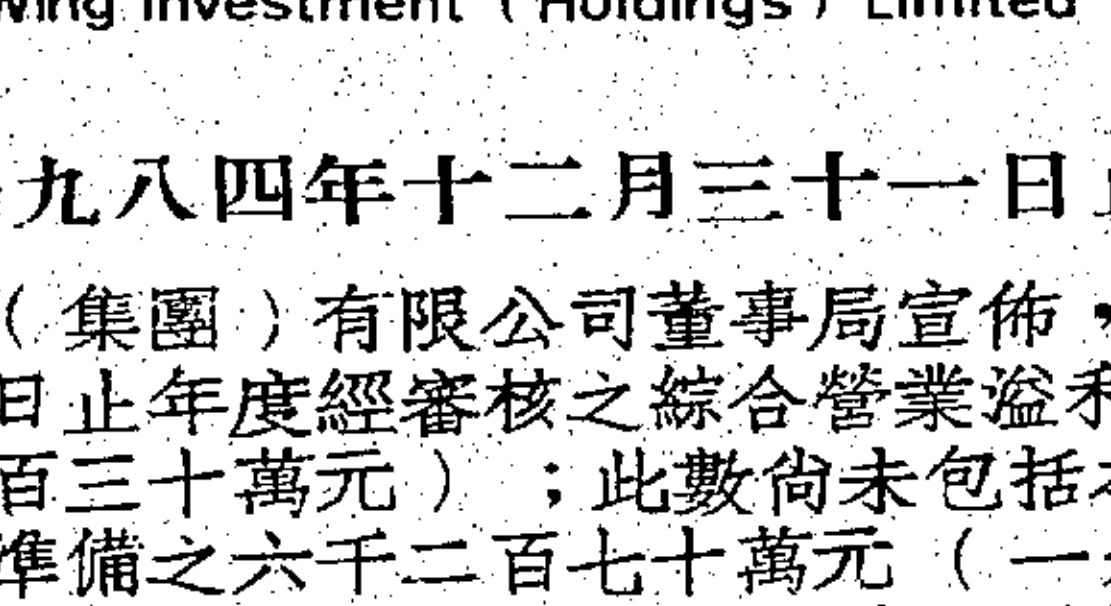 Wing Investment (Holdings) Limited
九八四年十二月三十一日
（集團）有限公司董事局宣佈，
日止年度經審核之綜合營業溢利
百三十萬元）；此數尚未包括
準備之六千二百七十萬元（一